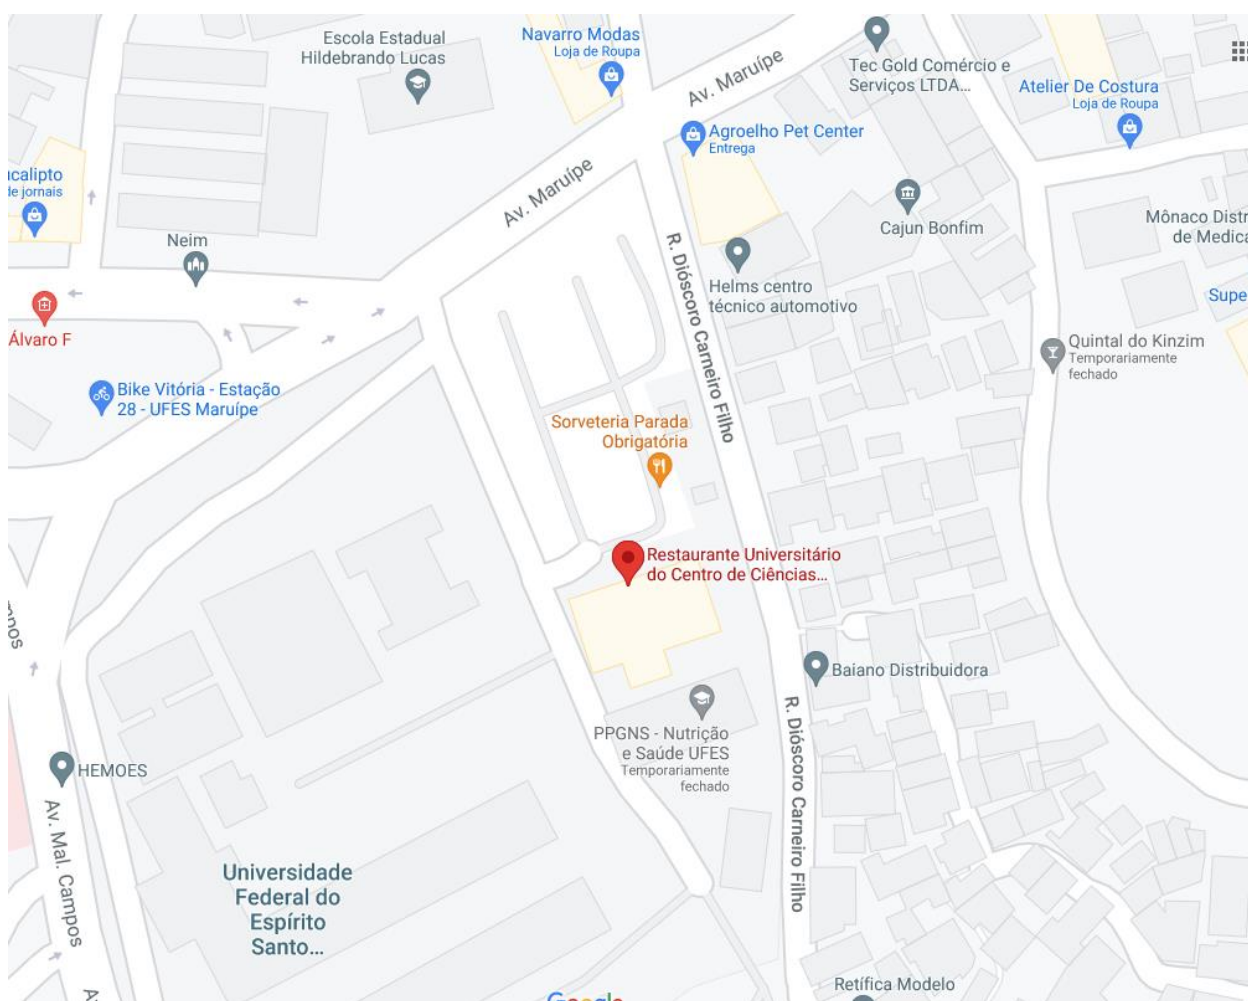 Escola Estadual
Hildebrando Lucas
Navarro Modas
Loja de Roupa
Av. Maruípe
Tec Gold Comércio e
Serviços LTDA...
Atelier De Costura
Loja de Roupa
Agroelho Pet Center
Entrega
Av. Maruípe
de jornais
Neim
Cajun Bonfim
Mônaco Distr
de Medica
R. Dióscoro Carneiro Filho
Helms centro
técnico automotivo
Supe
Álvaro F
Quintal do Kinzim
Temporariamente
fechado
Bike Vitória - Estação
28 - UFES Maruípe
Sorveteria Parada
Obrigatória
Restaurante Universitário
do Centro de Ciências...
Baiano Distribuidora
R. Dióscoro Carneiro Filho
PPGNS - Nutrição
e Saúde UFES
Temporariamente
fechado
HEMOES
Av. Mal. Campos
Universidade
Federal do
Espírito
Santo...
Retífica Modelo
Google